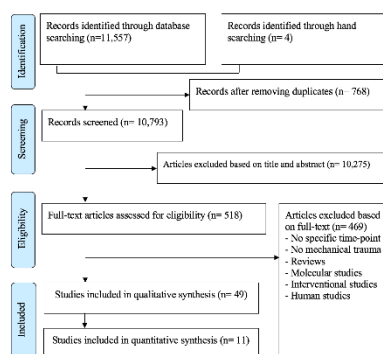 Identification
Records identified through database
searching (n=11,557)
Records identified through hand
searching (n= 4)
Records after removing duplicates (n= 768)
Screening
Records screened (n= 10,793)
Articles excluded based on title and abstract (n= 10,275)
Eligibility
Full-text articles assessed for eligibility (n= 518)
Articles excluded based
on full-text (n= 469)
- No specific time-point
- No mechanical trauma
- Reviews
- Molecular studies
- Interventional studies
- Human studies
Included
Studies included in qualitative synthesis (n= 49)
Studies included in quantitative synthesis (n= 11)